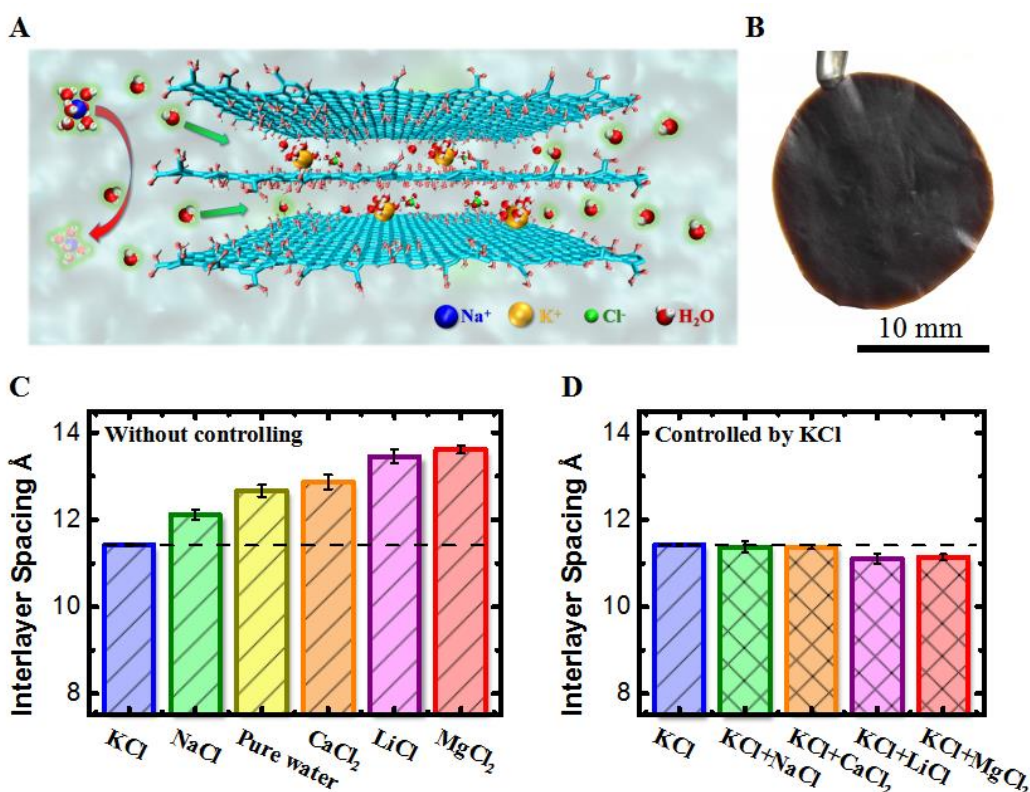 A
Na⁺ K⁺ Cl⁻ H₂O
B
10 mm
C
Without controlling
Interlayer Spacing Å
14
12
10
8
KCl
NaCl
Pure water
CaCl₂
LiCl
MgCl₂
D
Controlled by KCl
Interlayer Spacing Å
14
12
10
8
KCl
KCl+NaCl
KCl+CaCl₂
KCl+LiCl
KCl+MgCl₂